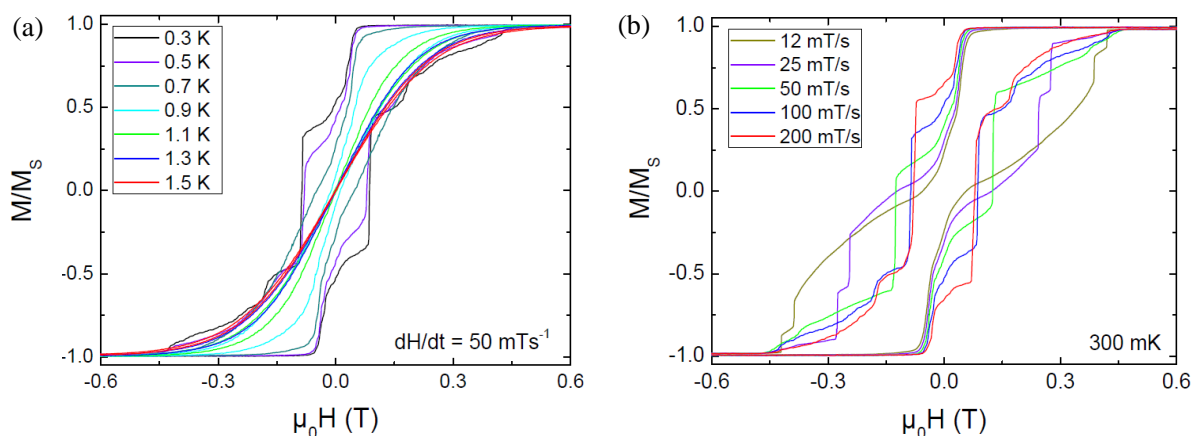 (a)
1.0
0.5
0.0
-0.5
-1.0
M/M_S
0.3 K
0.5 K
0.7 K
0.9 K
1.1 K
1.3 K
1.5 K
dH/dt = 50 mTs⁻¹
-0.6 -0.3 0.0 0.3 0.6
μ₀H (T)
(b)
1.0
0.5
0.0
-0.5
-1.0
M/M_S
12 mT/s
25 mT/s
50 mT/s
100 mT/s
200 mT/s
300 mK
-0.6 -0.3 0.0 0.3 0.6
μ₀H (T)